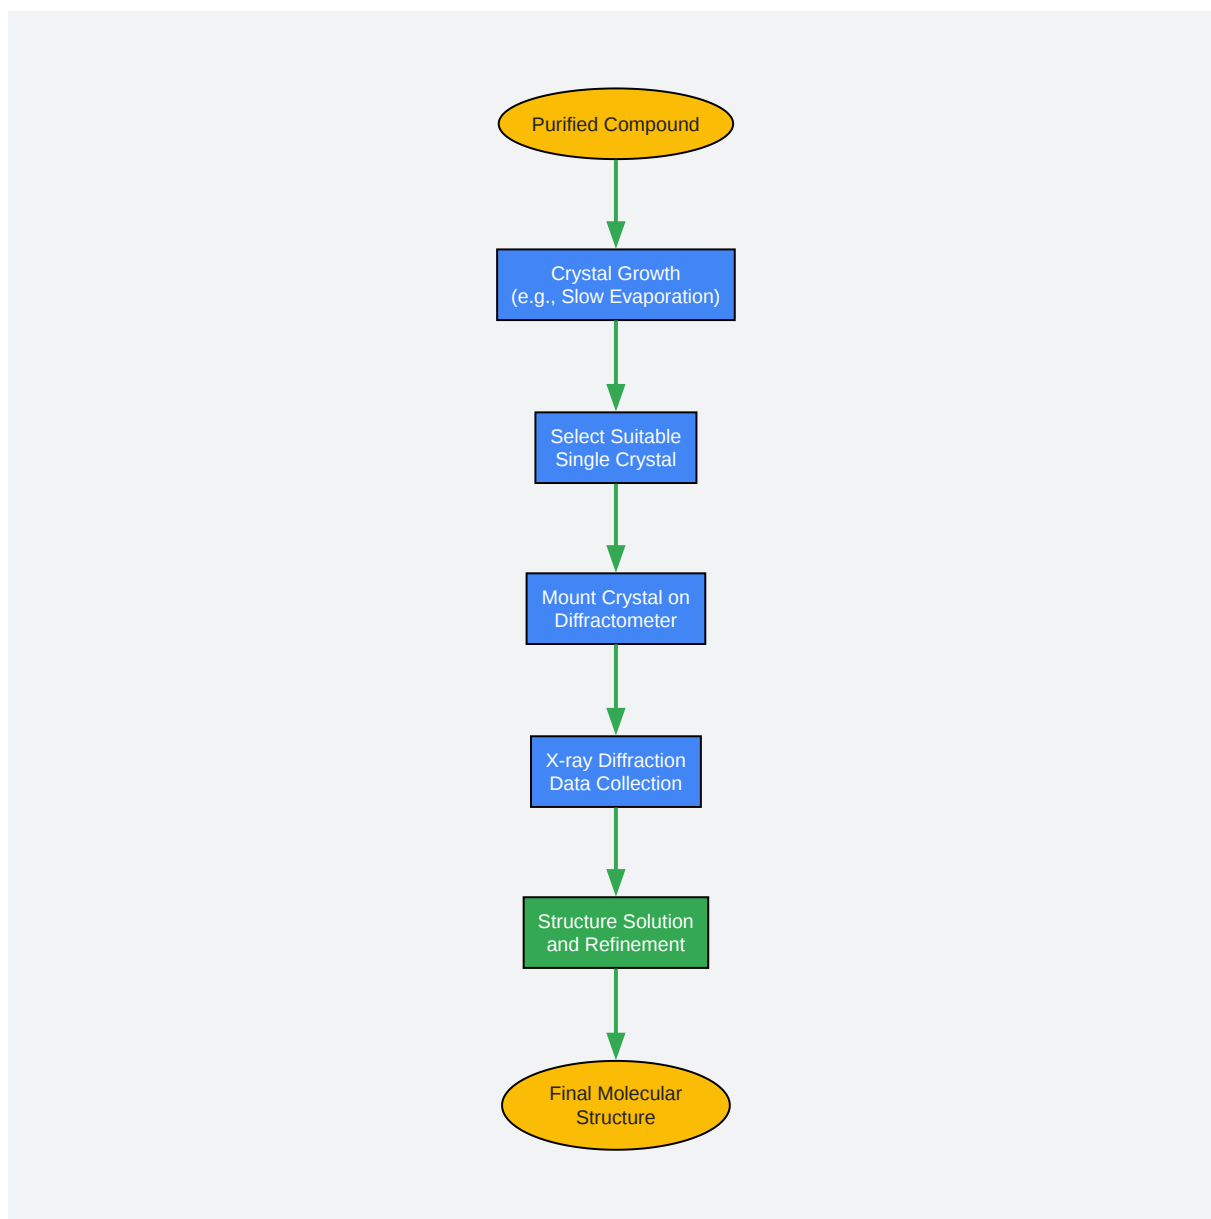 Purified Compound
Crystal Growth
(e.g., Slow Evaporation)
Select Suitable
Single Crystal
Mount Crystal on
Diffractometer
X-ray Diffraction
Data Collection
Structure Solution
and Refinement
Final Molecular
Structure